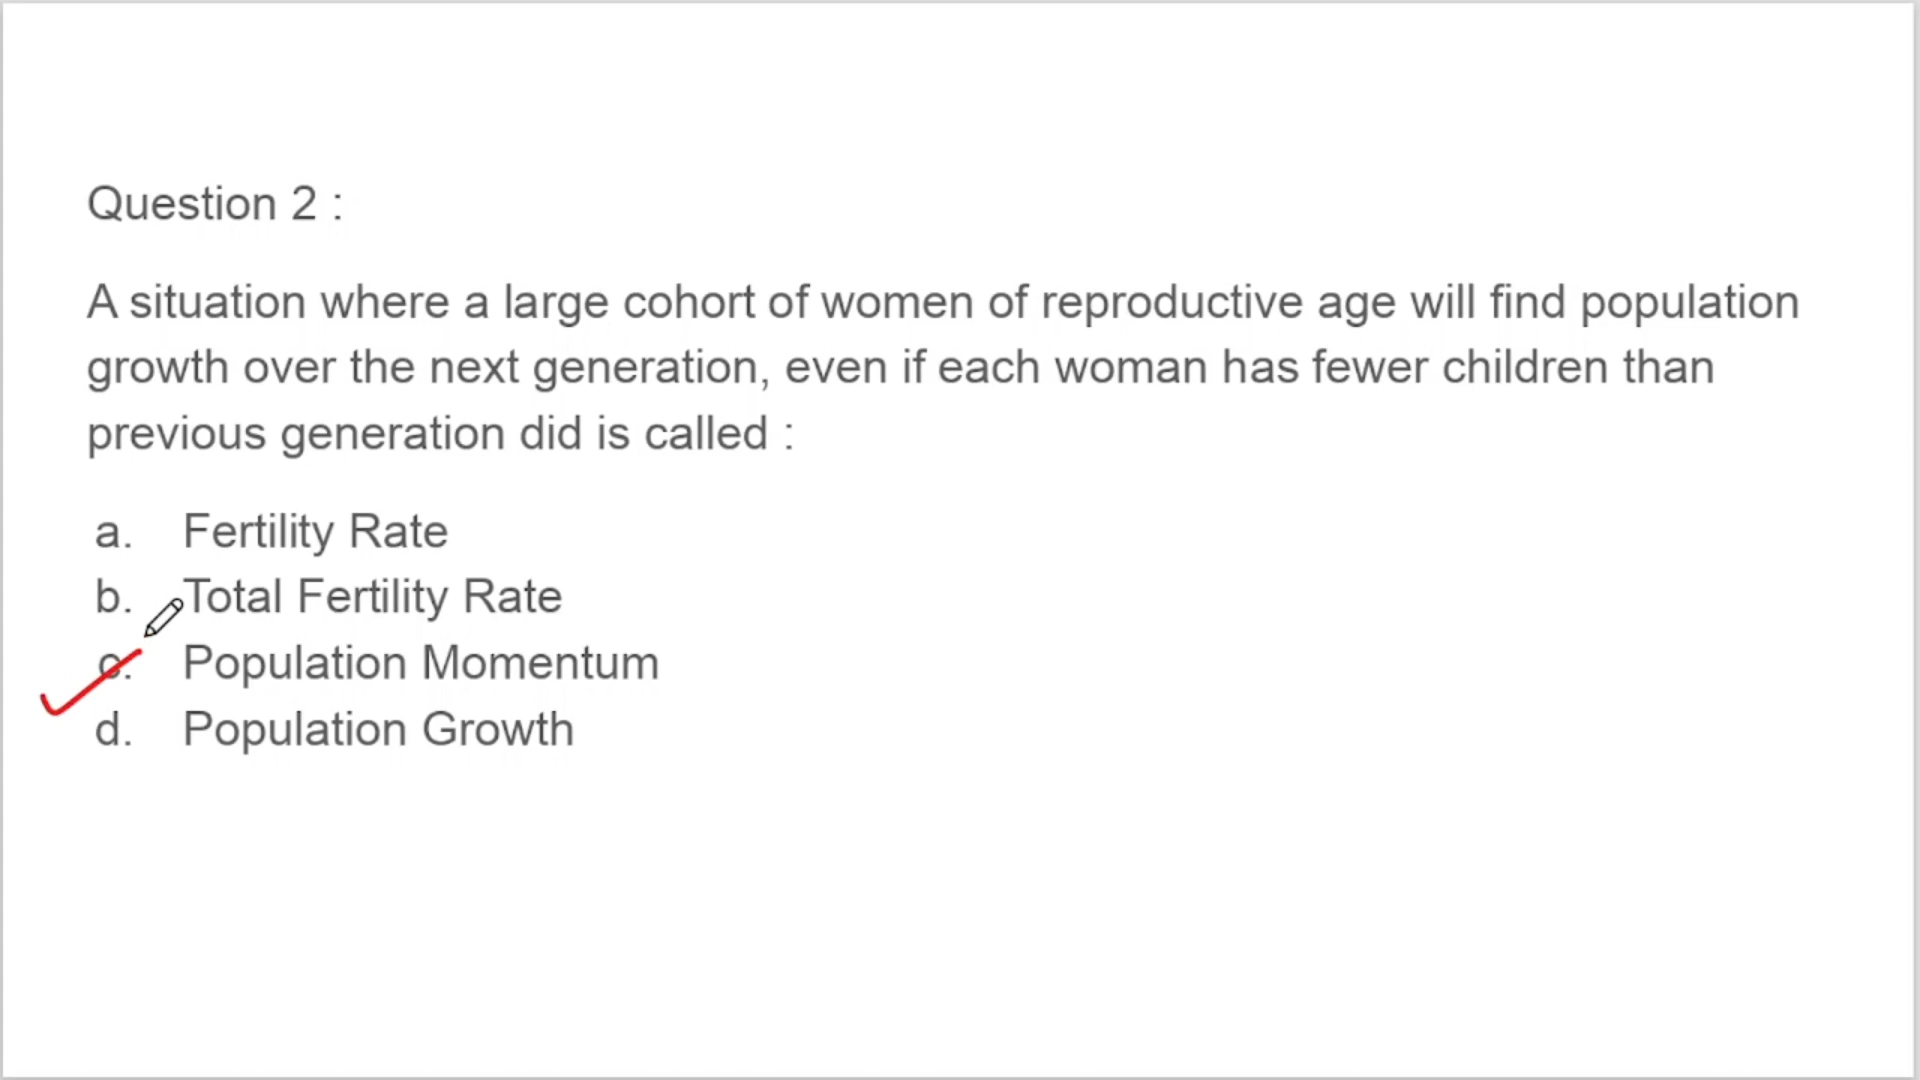 Question 2 :
A situation where a large cohort of women of reproductive age will find population
growth over the next generation, even if each woman has fewer children than
previous generation did is called :
a. Fertility Rate
b. Total Fertility Rate
c. Population Momentum
d. Population Growth